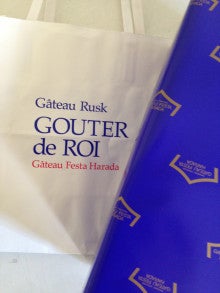 Gâteau Rusk
GOUTER
de ROI
Gâteau Festa Harada